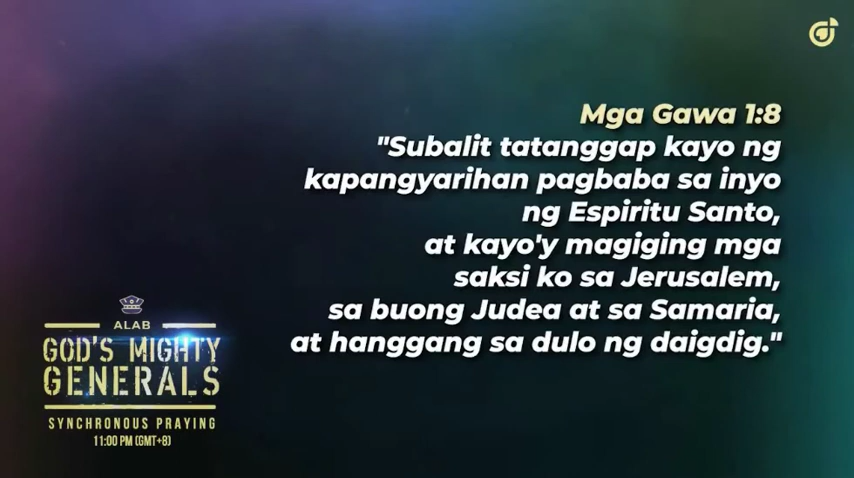 Mga Gawa 1:8
"Subalit tatanggap kayo ng
kapangyarihan pagbaba sa inyo
ng Espiritu Santo,
at kayo'y magiging mga
saksi ko sa Jerusalem,
sa buong Judea at sa Samaria,
at hanggang sa dulo ng daigdig."
ALAB
GOD'S MIGHTY
GENERALS
SYNCHRONOUS PRAYING
11:00 PM (GMT+8)